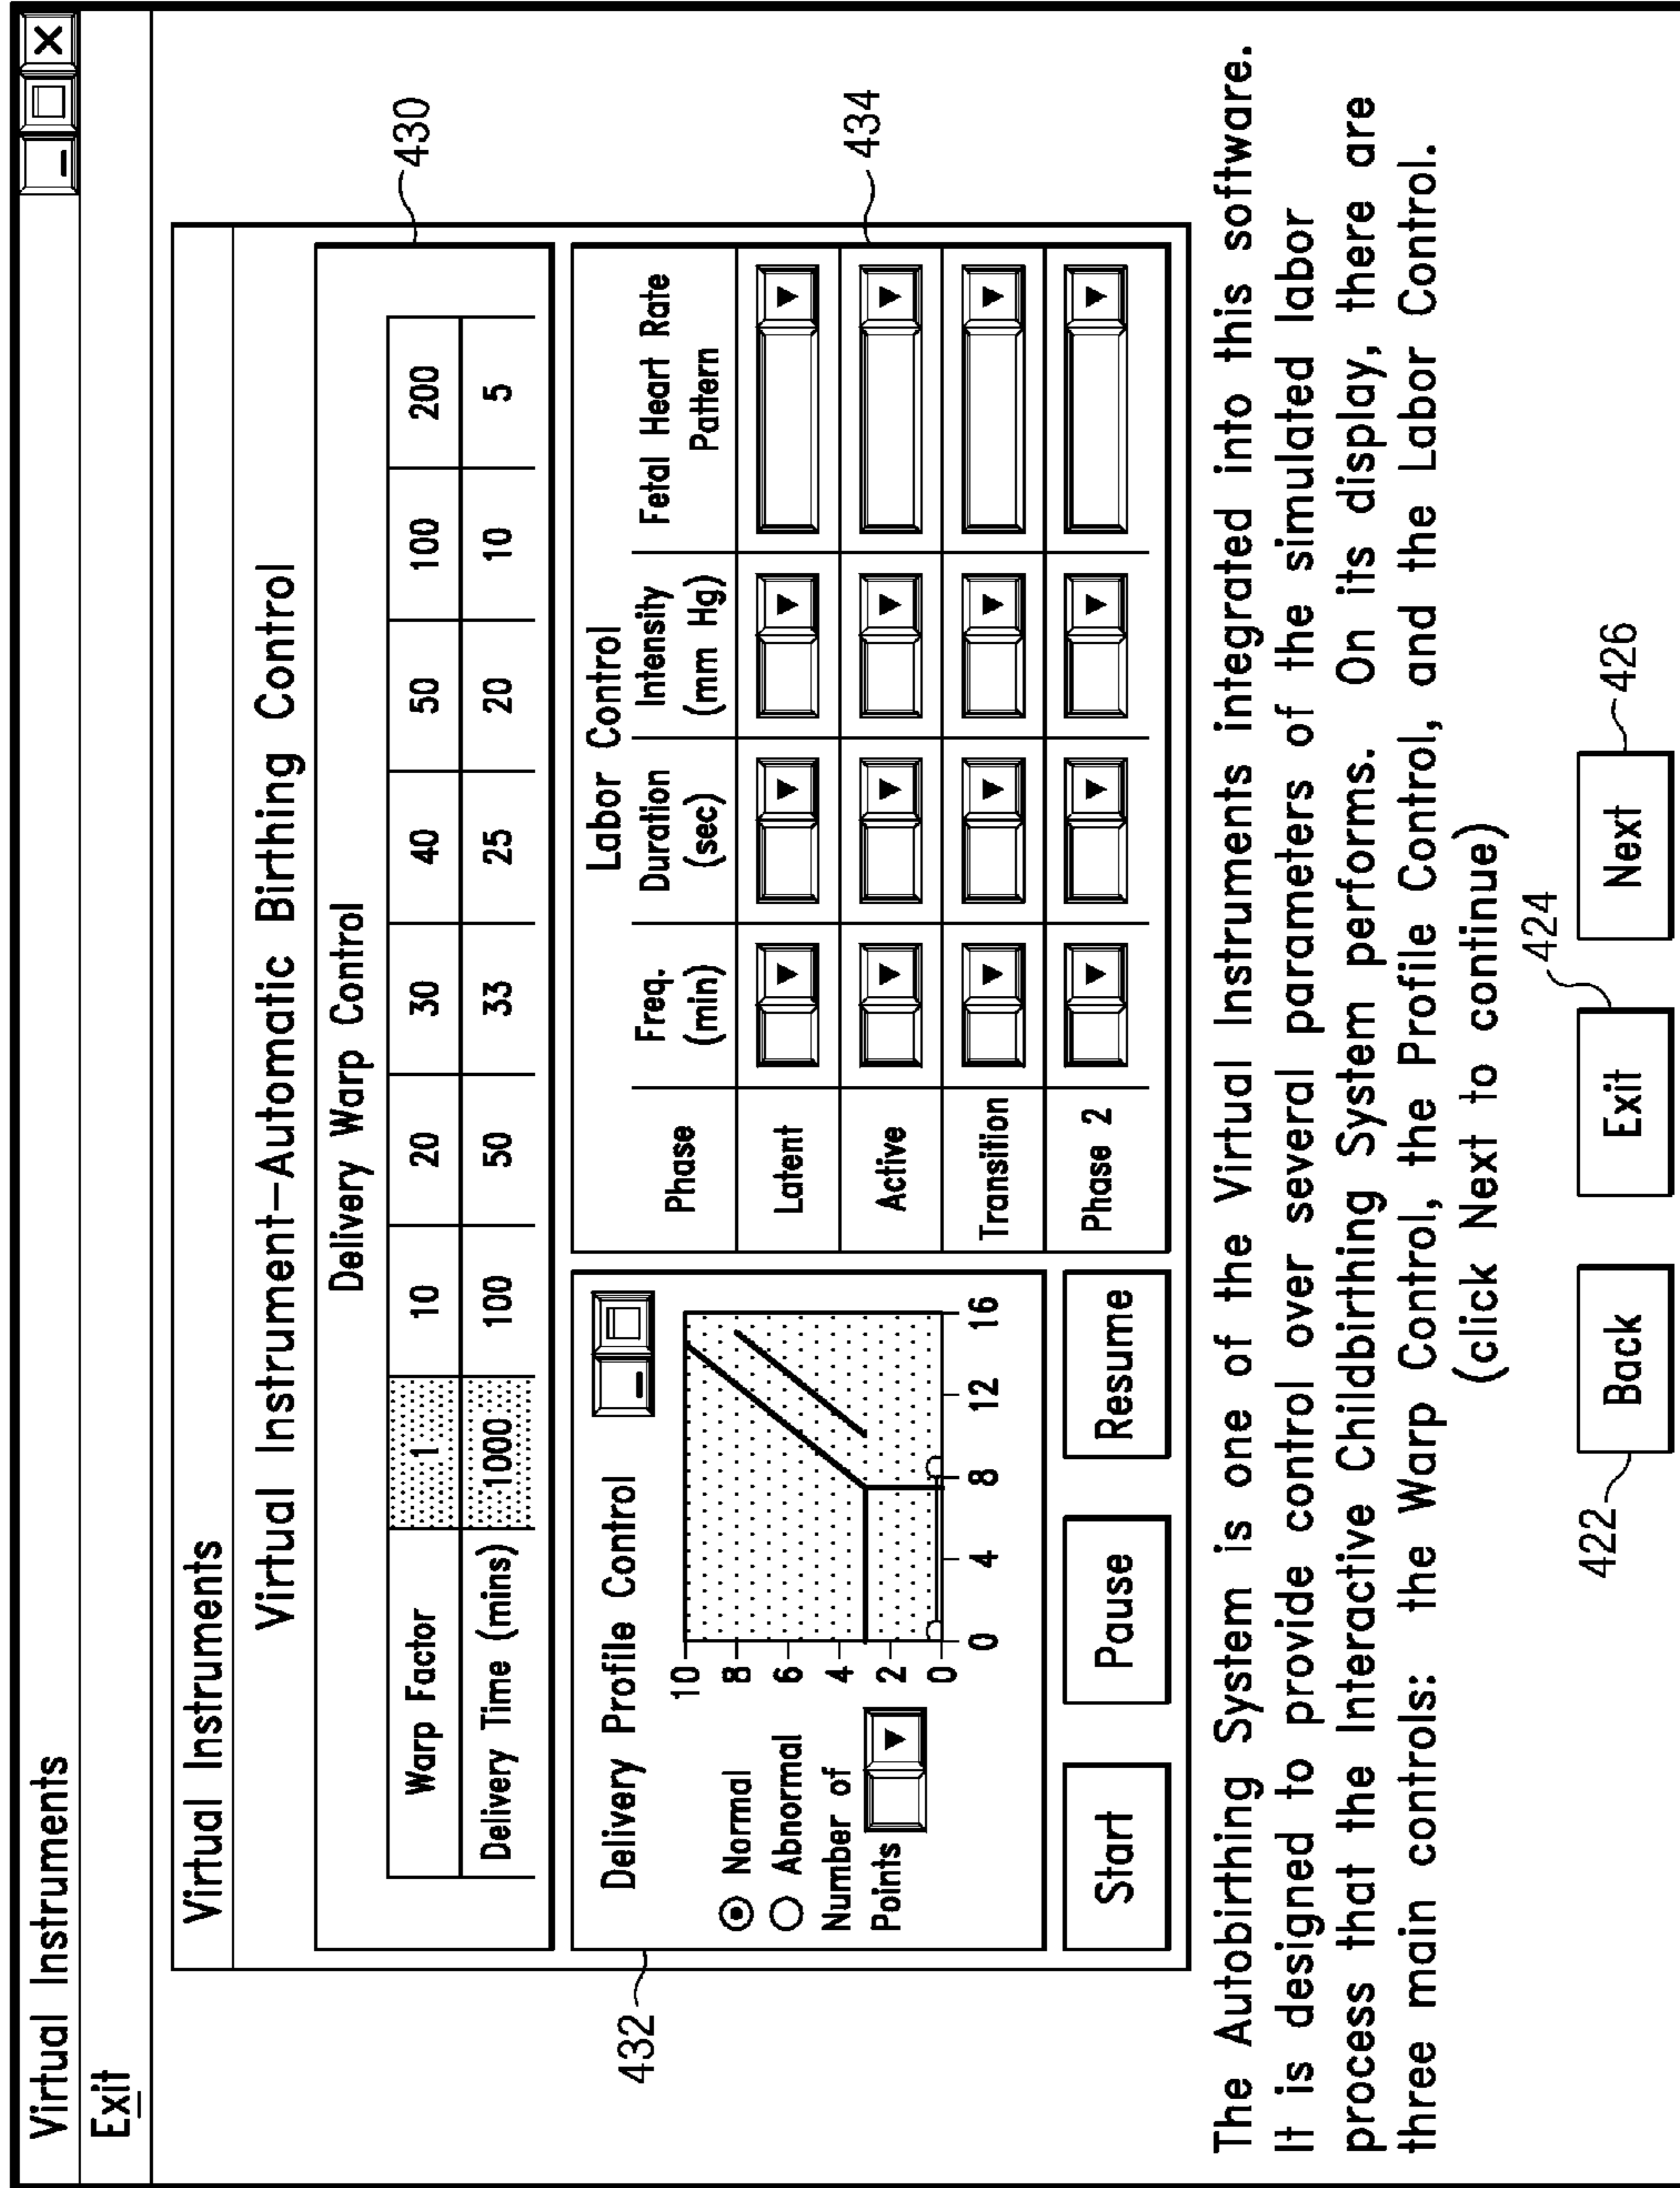 Virtual Instruments
Exit
Virtual Instruments
Virtual Instrument-Automatic Birthing Control
Delivery Warp Control
Warp Factor 1 10 20 30 40 50 100 200
Delivery Time (mins) 1000 100 50 33 25 20 10 5
430
432
Delivery Profile Control
Normal
Abnormal
Number of
Points
10
8
6
4
2
0
0 4 8 12 16
Start
Pause
Resume
Labor Control
Phase Freq. Duration Intensity Fetal Heart Rate
(min) (sec) (mm Hg) Pattern
Latent
Active
Transition
Phase 2
434
The Autobirthing System is one of the Virtual Instruments integrated into this software.
It is designed to provide control over several parameters of the simulated labor
process that the Interactive Childbirthing System performs. On its display, there are
three main controls: the Warp Control, the Profile Control, and the Labor Control.
(click Next to continue)
422
Back
424
Exit
426
Next